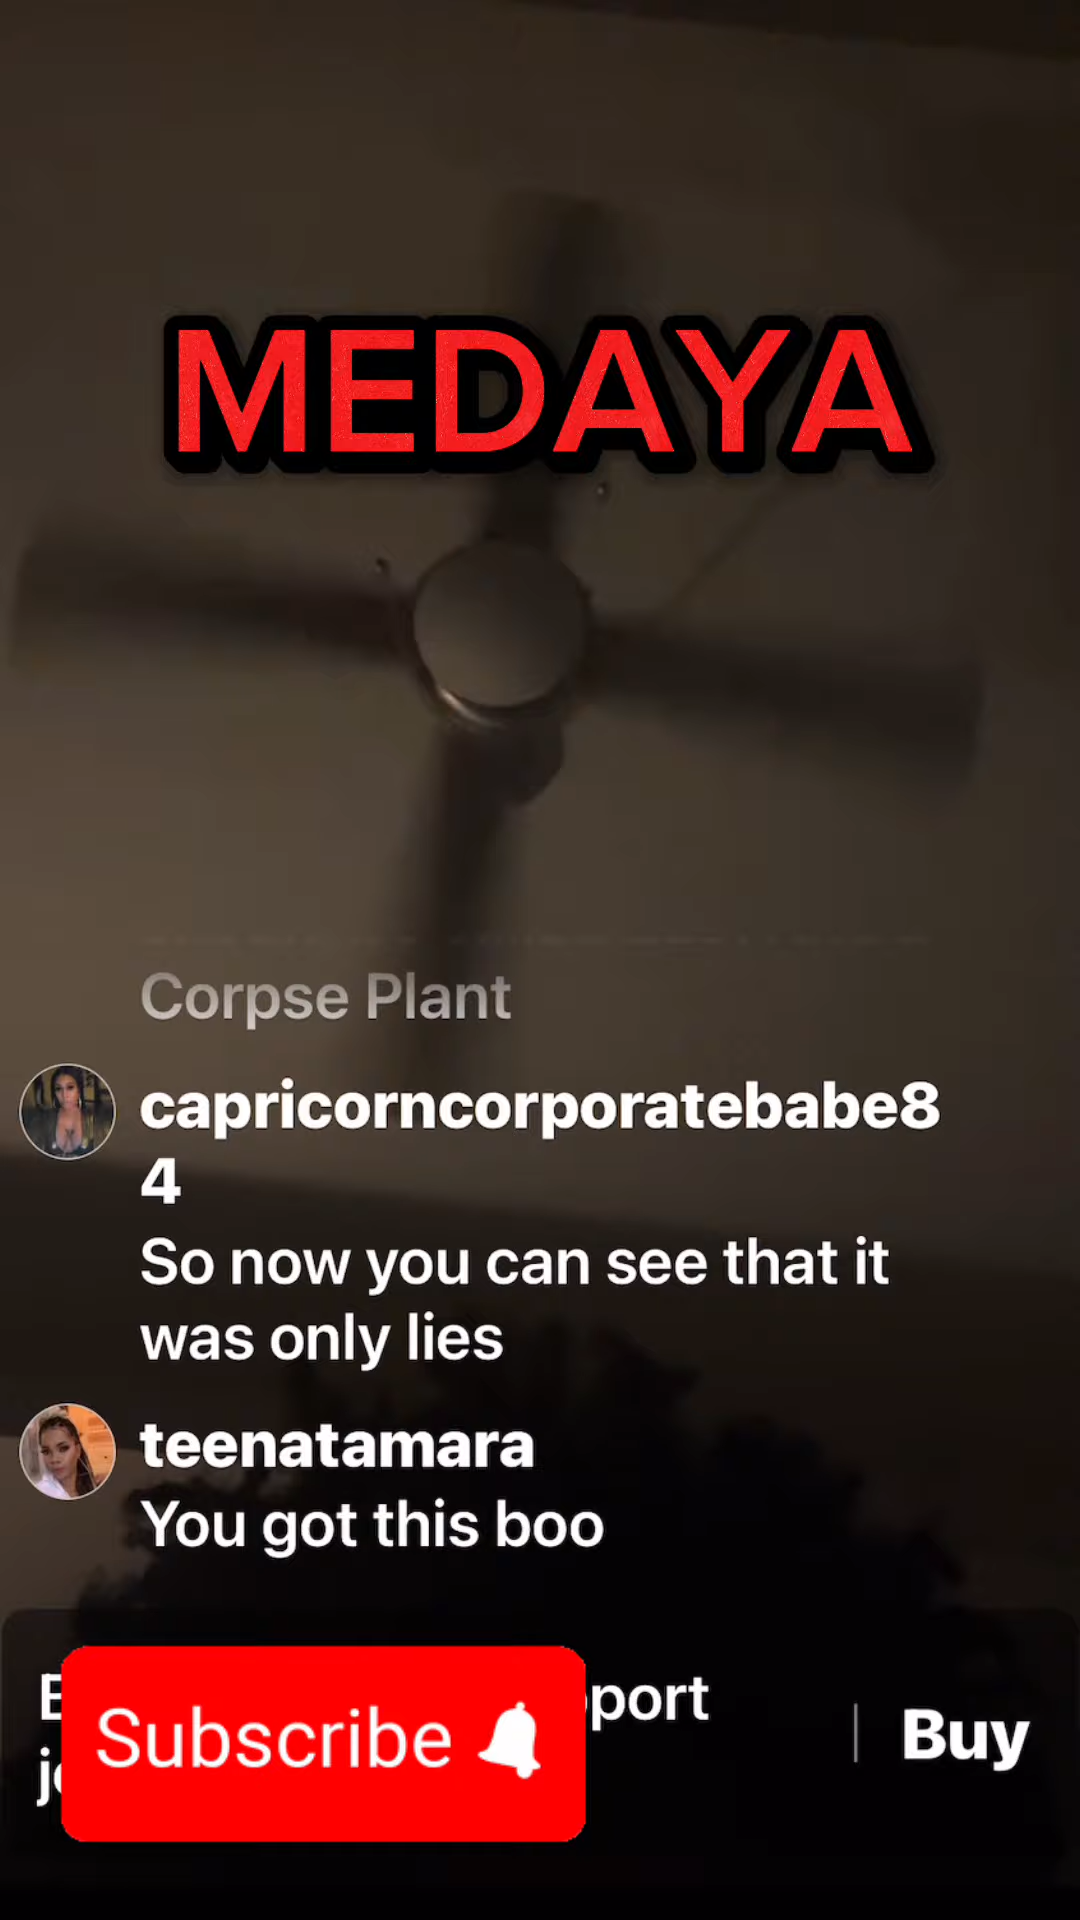 MEDAYA
Corpse Plant
capricorncorporatebabe8
4
So now you can see that it
was only lies
teenatamara
You got this boo
Subscribe
Buy